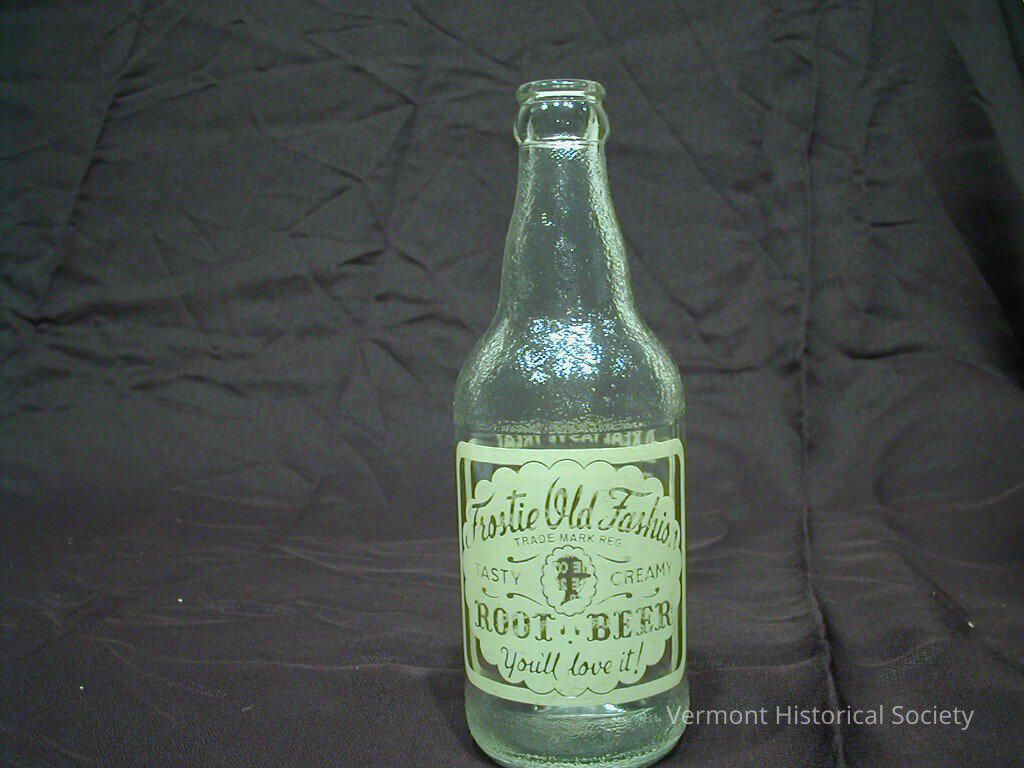 Frostie Old Fashion
TRADE MARK REG
TASTY CREAMY
ROOT BEER
You'll love it!
Vermont Historical Society